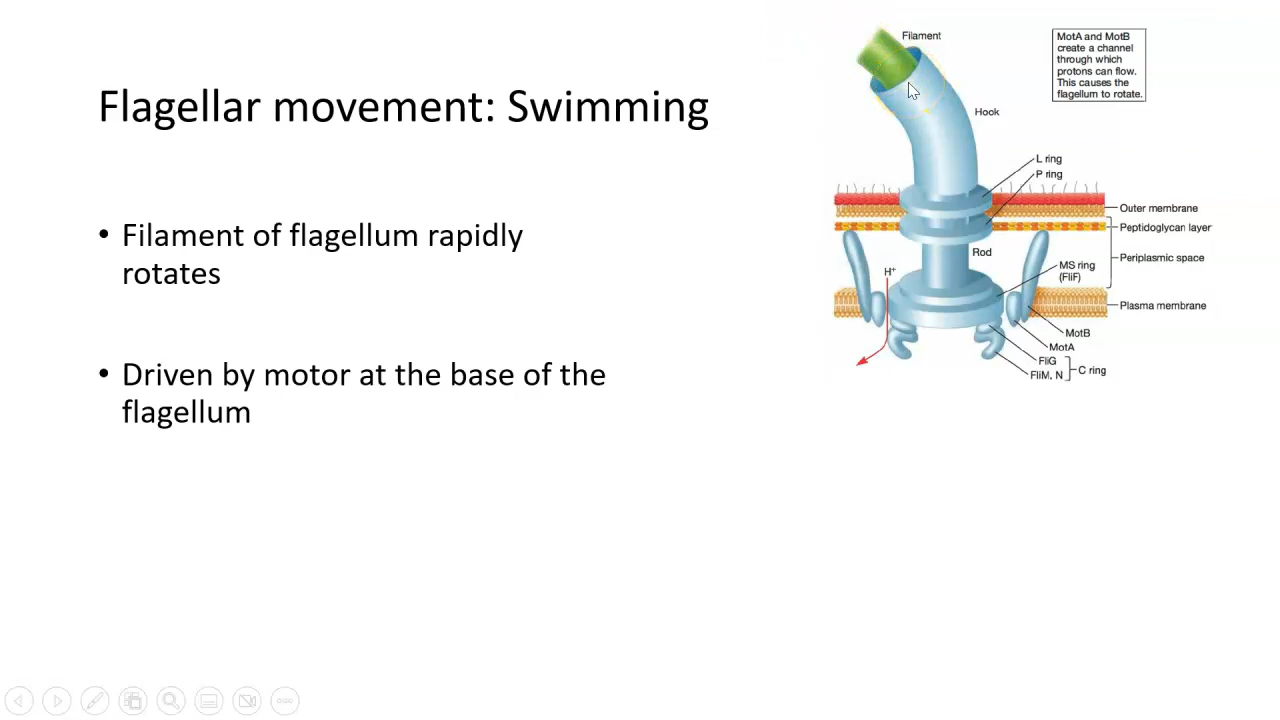 Flagellar movement: Swimming
• Filament of flagellum rapidly
rotates
• Driven by motor at the base of the
flagellum
Filament
MotA and MotB
create a channel
through which
protons can flow.
This causes the
flagellum to rotate.
Hook
L ring
P ring
Outer membrane
Peptidoglycan layer
Rod
Periplasmic space
MS ring
(FliF)
H⁺
Plasma membrane
MotB
MotA
FliG
C ring
FliM, N